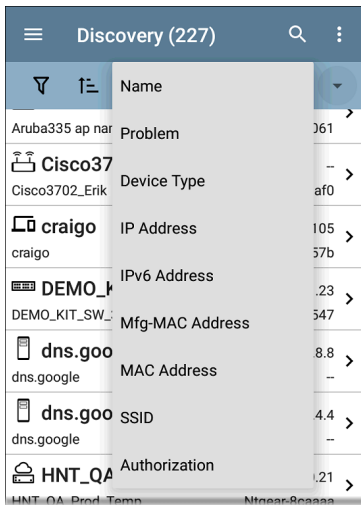 Discovery (227)
Name
Aruba335 ap nar 061
Problem
Cisco37 --
Device Type
Cisco3702_Erik af0
craigo IP Address 105
craigo 57b
IPv6 Address
DEMO_K .23
DEMO_KIT_SW_ 547
Mfg-MAC Address
dns.goo 8.8
MAC Address
dns.google --
dns.goo SSID 4.4
dns.google --
Authorization
HNT_QA .21
HNT_QA_Prod_Temp Ntgear-8caaaa